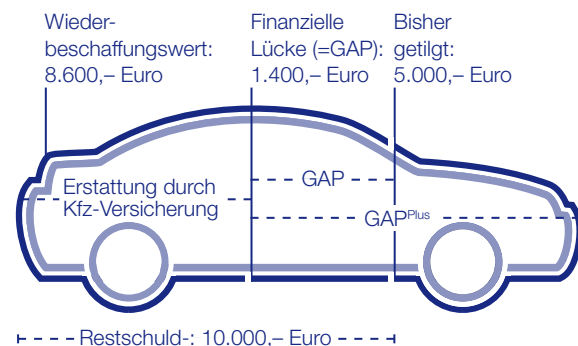 Wieder-
beschaffungswert:
8.600,– Euro
Finanzielle
Lücke (=GAP):
1.400,– Euro
Bisher
getilgt:
5.000,– Euro
Erstattung durch
Kfz-Versicherung
GAP
GAPPlus
Restschuld-: 10.000,– Euro